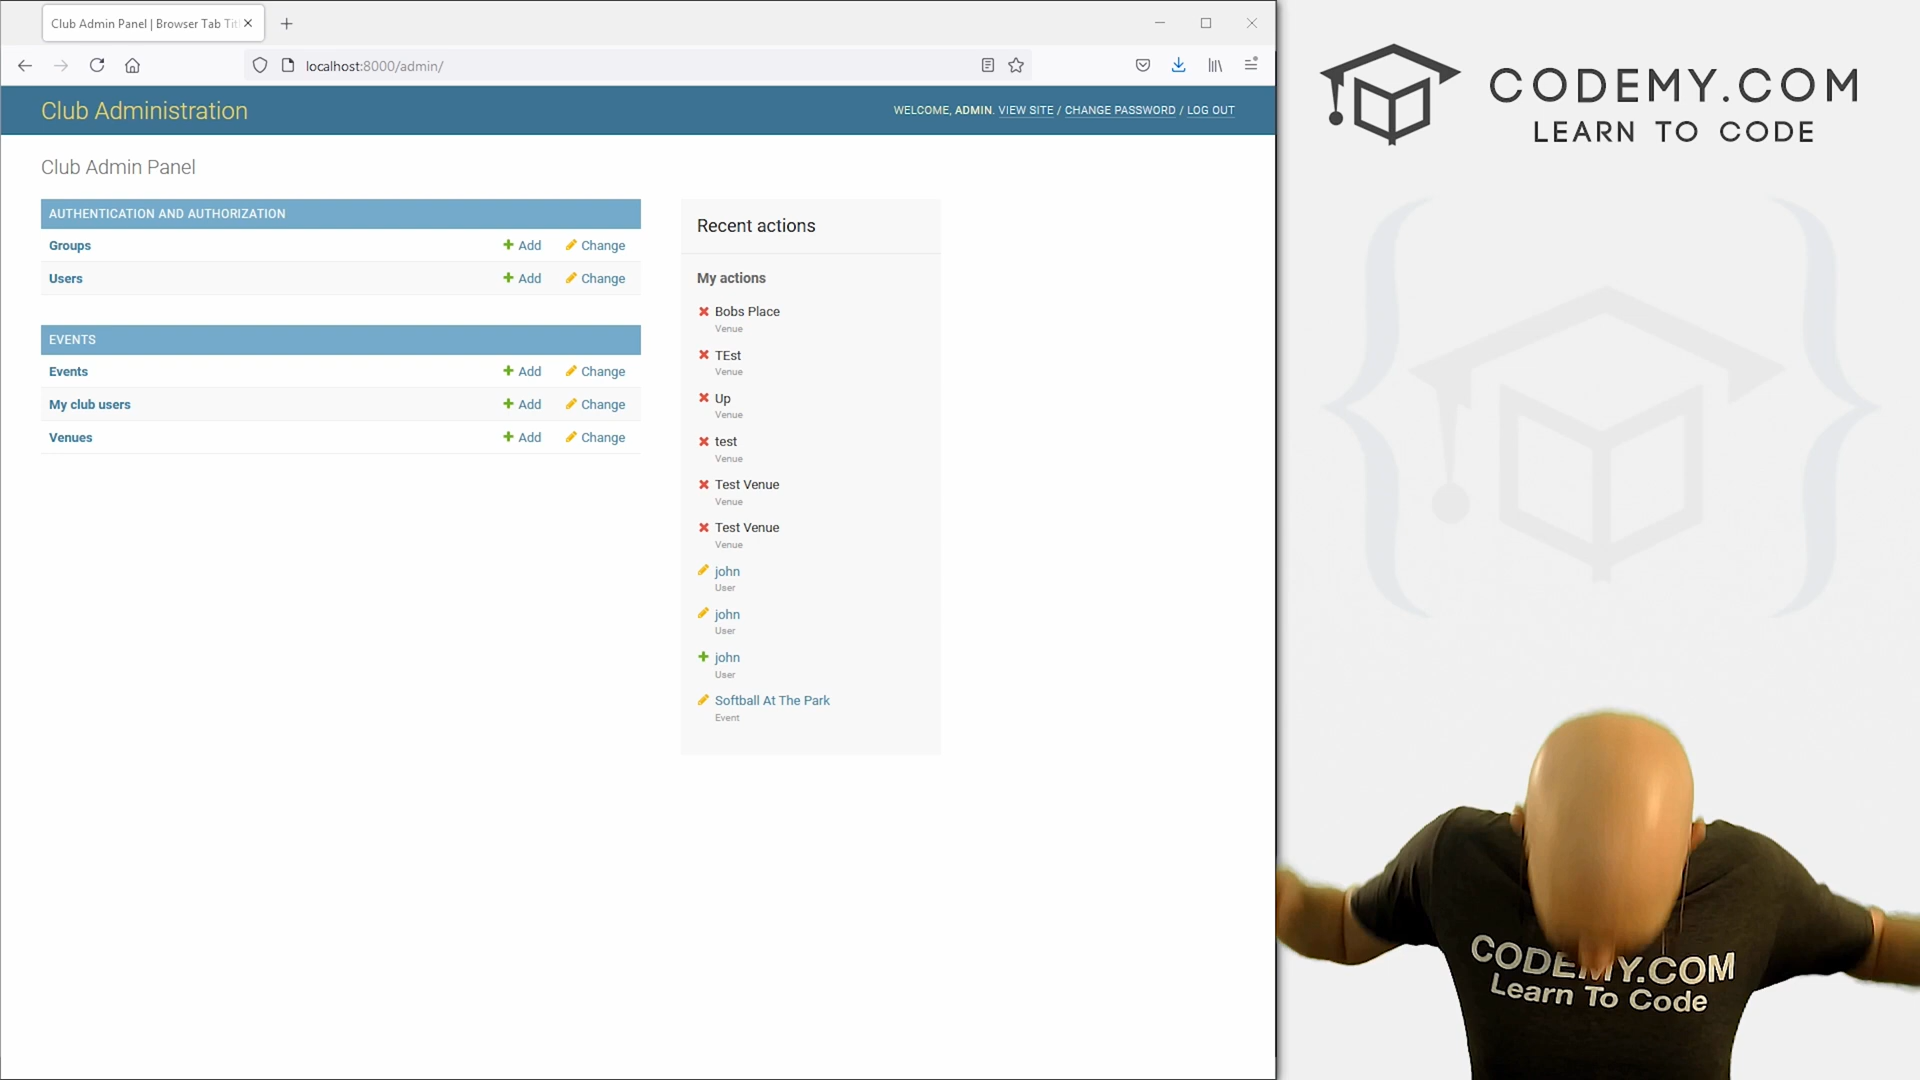 Club Admin Panel | Browser Tab Tit
localhost:8000/admin/
Club Administration
WELCOME, ADMIN. VIEW SITE / CHANGE PASSWORD / LOG OUT
Club Admin Panel
AUTHENTICATION AND AUTHORIZATION
Groups Add Change
Users Add Change
EVENTS
Events Add Change
My club users Add Change
Venues Add Change
Recent actions
My actions
Bobs Place
Venue
TEst
Venue
Up
Venue
test
Venue
Test Venue
Venue
Test Venue
Venue
john
User
john
User
john
User
Softball At The Park
Event
CODEMY.COM
LEARN TO CODE
CODEMY.COM
Learn To Code